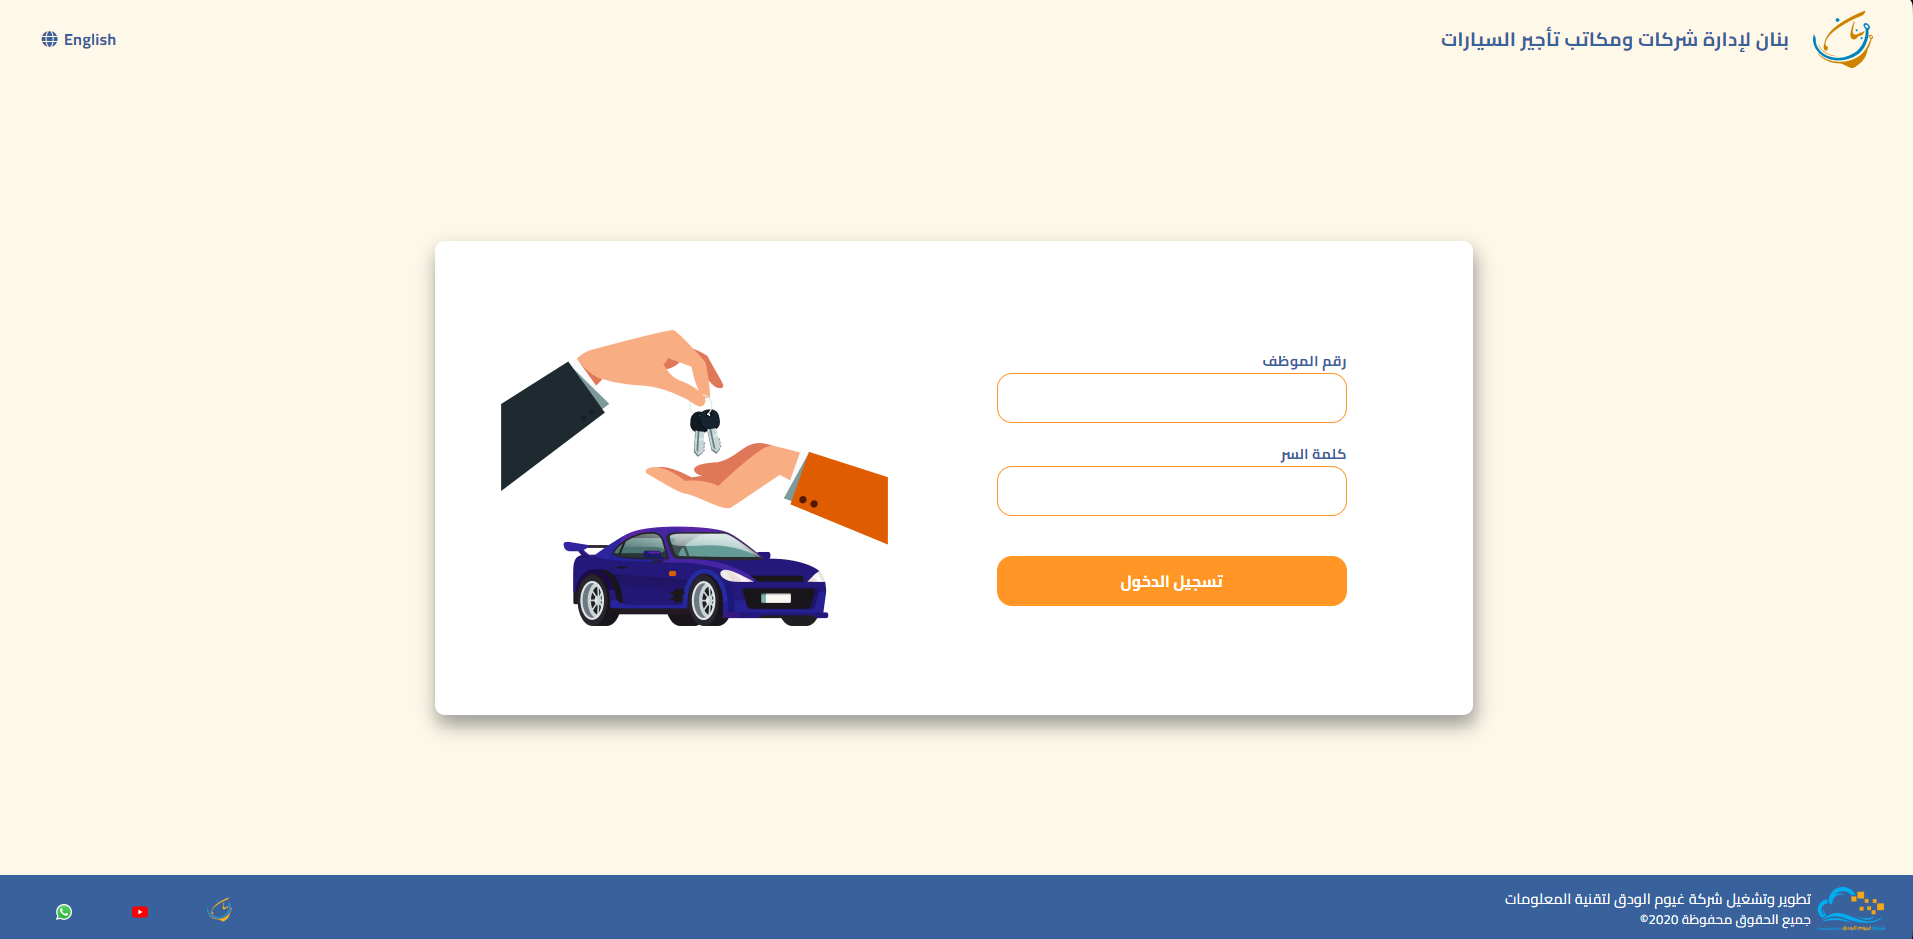 بنان لإدارة شركات ومكاتب تأجير السيارات
English
رقم الموظف
كلمة السر
تسجيل الدخول
تطوير وتشغيل شركة غيوم الودق لتقنية المعلومات
جميع الحقوق محفوظة 2020©